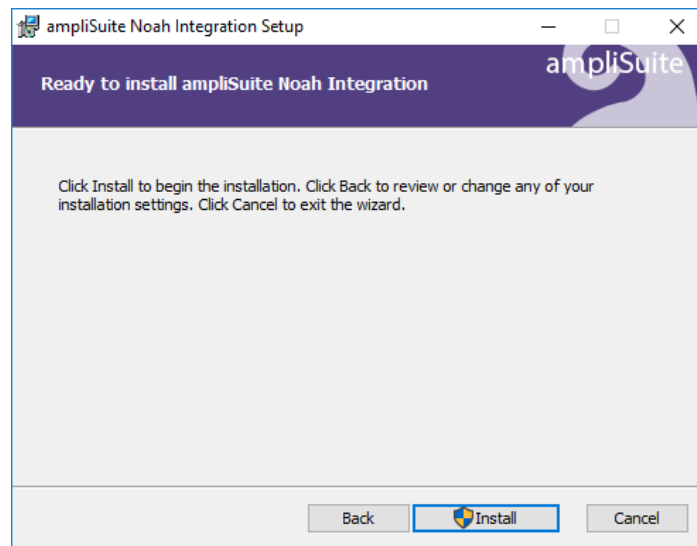 ampliSuite Noah Integration Setup
ampliSuite
Ready to install ampliSuite Noah Integration
Click Install to begin the installation. Click Back to review or change any of your
installation settings. Click Cancel to exit the wizard.
Back
Install
Cancel